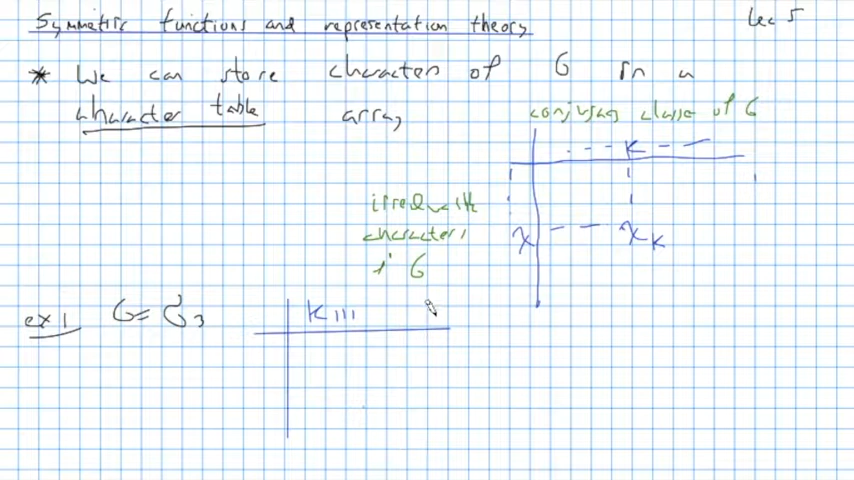 Symmetric functions and representation theory
Lec 5
* We can store characters of G in a
character table array
conjugacy classes of G
- - - K - -
irreducible
characters
of G
χ - - χ_K
ex 1 G = 𝔖_3
K_111